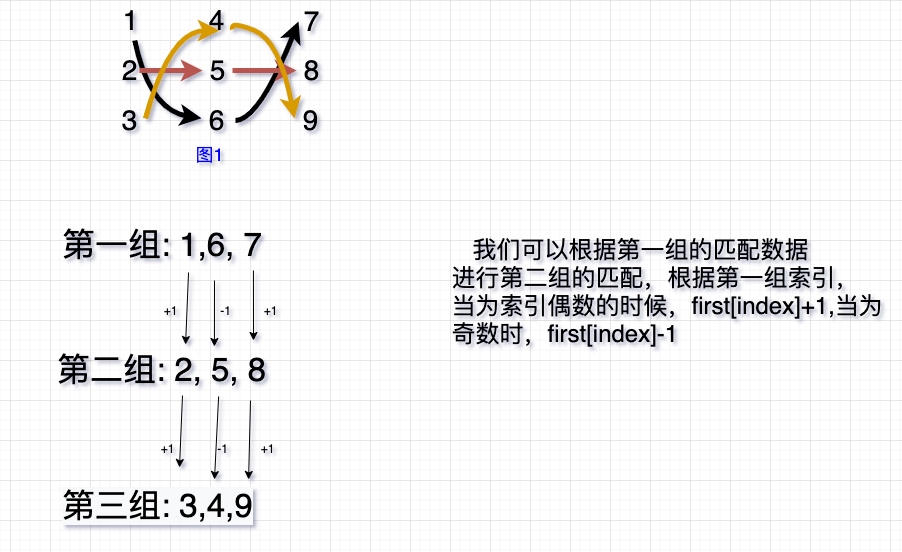 1 4 7
2 5 8
3 6 9
图1
第一组: 1,6, 7
+1 -1 +1
第二组: 2, 5, 8
+1 -1 +1
第三组: 3,4,9
我们可以根据第一组的匹配数据
进行第二组的匹配，根据第一组索引，
当为索引偶数的时候，first[index]+1,当为
奇数时，first[index]-1